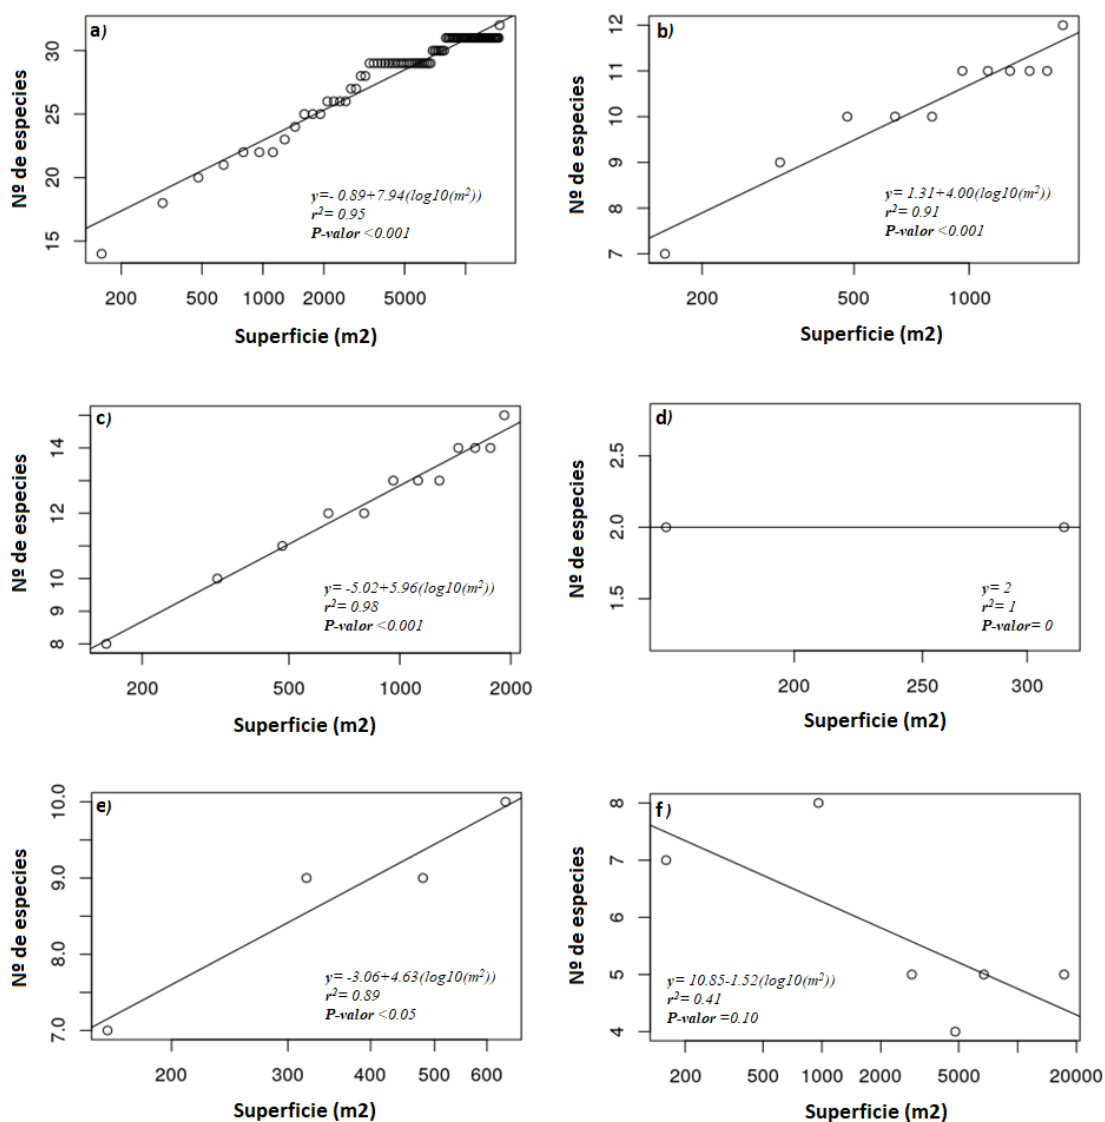 a)
Nº de especies
15 20 25 30
y= - 0.89+7.94(log10(m²))
r²= 0.95
P-valor <0.001
200 500 1000 2000 5000
Superficie (m2)
b)
Nº de especies
7 8 9 10 11 12
y= 1.31+4.00(log10(m²))
r²= 0.91
P-valor <0.001
200 500 1000
Superficie (m2)
c)
Nº de especies
8 9 10 12 14
y= -5.02+5.96(log10(m²))
r²= 0.98
P-valor <0.001
200 500 1000 2000
Superficie (m2)
d)
Nº de especies
1.5 2.0 2.5
y= 2
r²= 1
P-valor= 0
200 250 300
Superficie (m2)
e)
Nº de especies
7.0 8.0 9.0 10.0
y= -3.06+4.63(log10(m²))
r²= 0.89
P-valor <0.05
200 300 400 500 600
Superficie (m2)
f)
Nº de especies
4 5 6 7 8
y= 10.85-1.52(log10(m²))
r²= 0.41
P-valor =0.10
200 500 1000 2000 5000 20000
Superficie (m2)